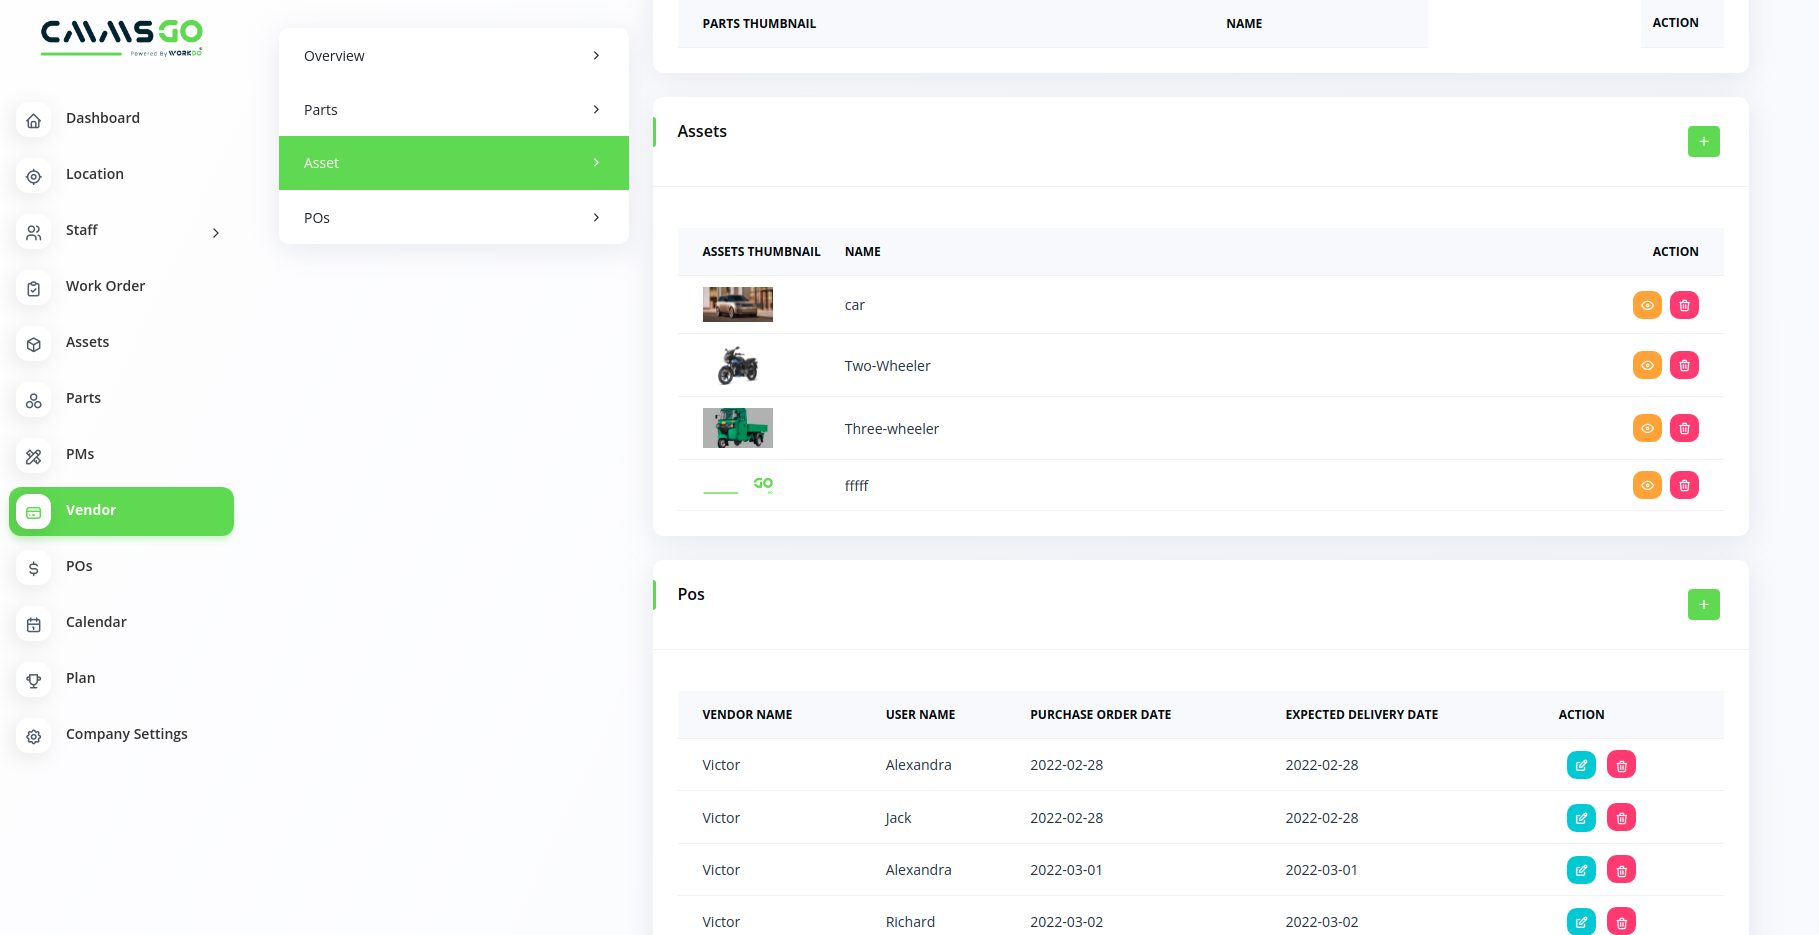 CMMSGO
Powered By WORKDO
Dashboard
Location
Staff
Work Order
Assets
Parts
PMs
Vendor
POs
Calendar
Plan
Company Settings
Overview
Parts
Asset
POs
PARTS THUMBNAIL NAME ACTION
Assets
+
ASSETS THUMBNAIL NAME ACTION
car
Two-Wheeler
Three-wheeler
GO
fffff
Pos
+
VENDOR NAME USER NAME PURCHASE ORDER DATE EXPECTED DELIVERY DATE ACTION
Victor Alexandra 2022-02-28 2022-02-28
Victor Jack 2022-02-28 2022-02-28
Victor Alexandra 2022-03-01 2022-03-01
Victor Richard 2022-03-02 2022-03-02